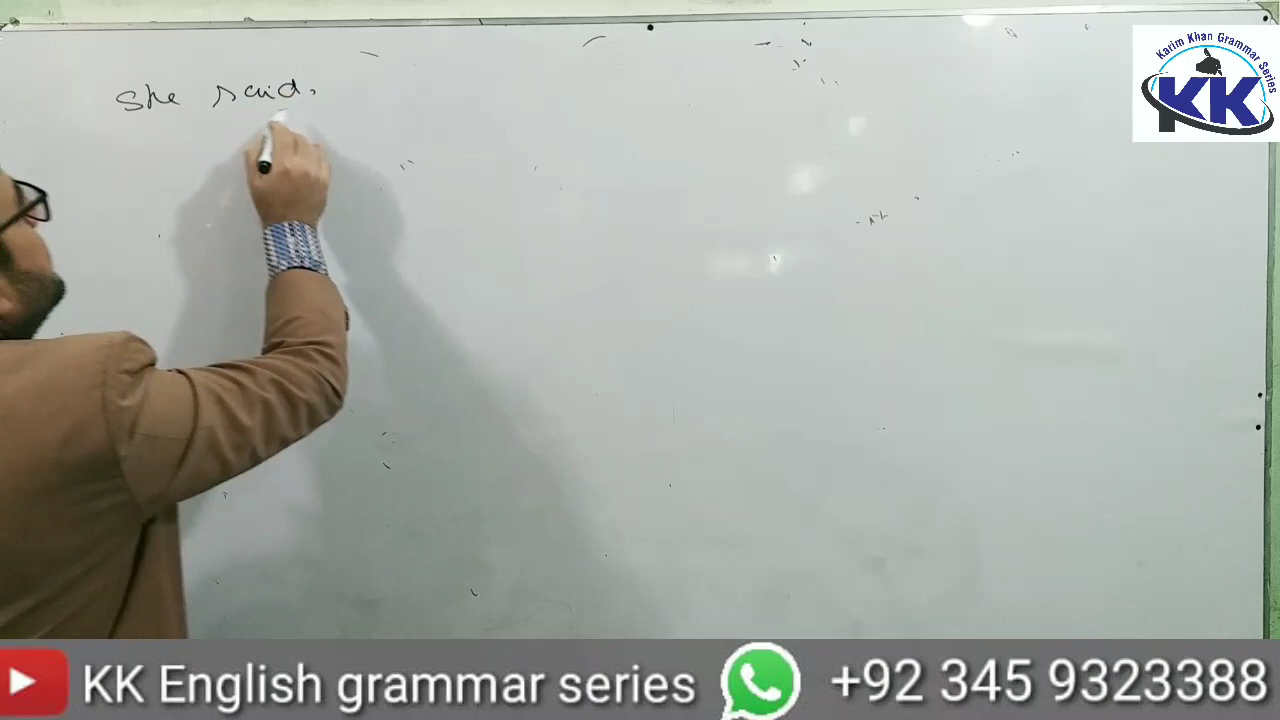 She said,
Karim Khan Grammar Series
KK
KK English grammar series
+92 345 9323388